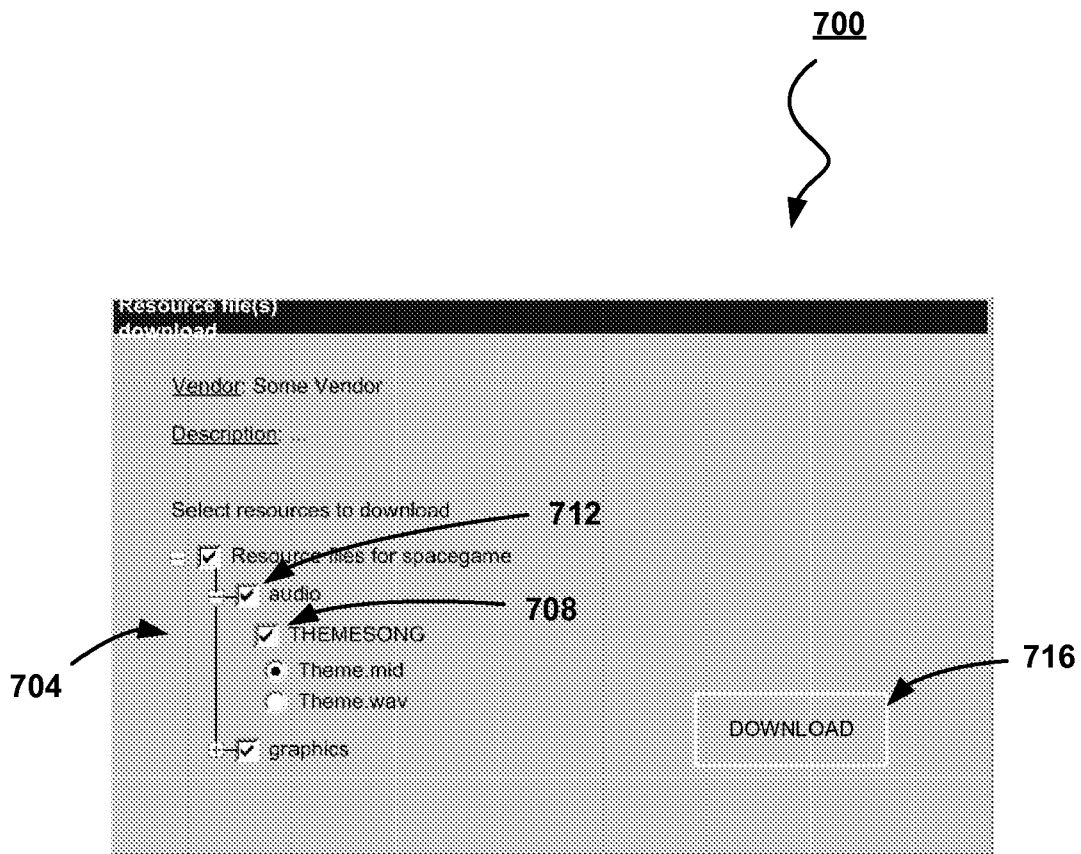 700
Resource file(s)
download
Vendor: Some Vendor
Description: ...
Select resources to download
712
Resource files for spacegame
audio
708
THEMESONG
Theme.mid
716
704
Theme.wav
DOWNLOAD
graphics